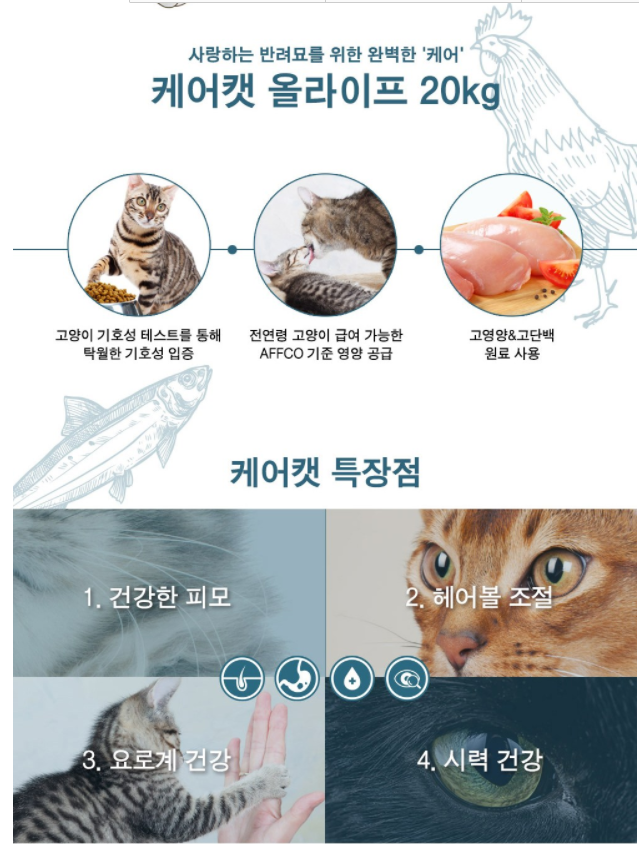 사랑하는 반려묘를 위한 완벽한 '케어'
케어캣 올라이프 20kg
고양이 기호성 테스트를 통해
탁월한 기호성 입증
전연령 고양이 급여 가능한
AFFCO 기준 영양 공급
고영양&고단백
원료 사용
케어캣 특장점
1. 건강한 피모
2. 헤어볼 조절
3. 요로계 건강
4. 시력 건강